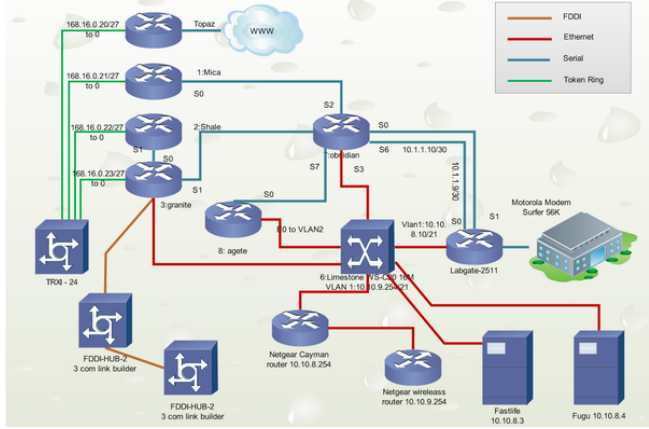 168.16.0.20/27
to 0
Topaz
WWW
FDDI
Ethernet
Serial
Token Ring
168.16.0.21/27
to 0
1:Mica
S0
S2
168.16.0.22/27
to 0
2:Shale
S1
S0
S0
S6
10.1.1.10/30
:obsidian
168.16.0.23/27
to 0
3:granite
S1
S7
S3
10.1.1.9/30
S0
E0 to VLAN2
8: agete
Vlan1:10.10.
8.10/21
S0
S1
Motorola Modem
Surfer 56K
Labgate-2511
TRXI - 24
6:Limestone WS-C20 16M
VLAN 1:10.10.9.254/21
FDDI-HUB-2
3 com link builder
Netgear Cayman
router 10.10.8.254
FDDI-HUB-2
3 com link builder
Netgear wireleass
router 10.10.9.254
Fastlife
10.10.8.3
Fugu 10.10.8.4